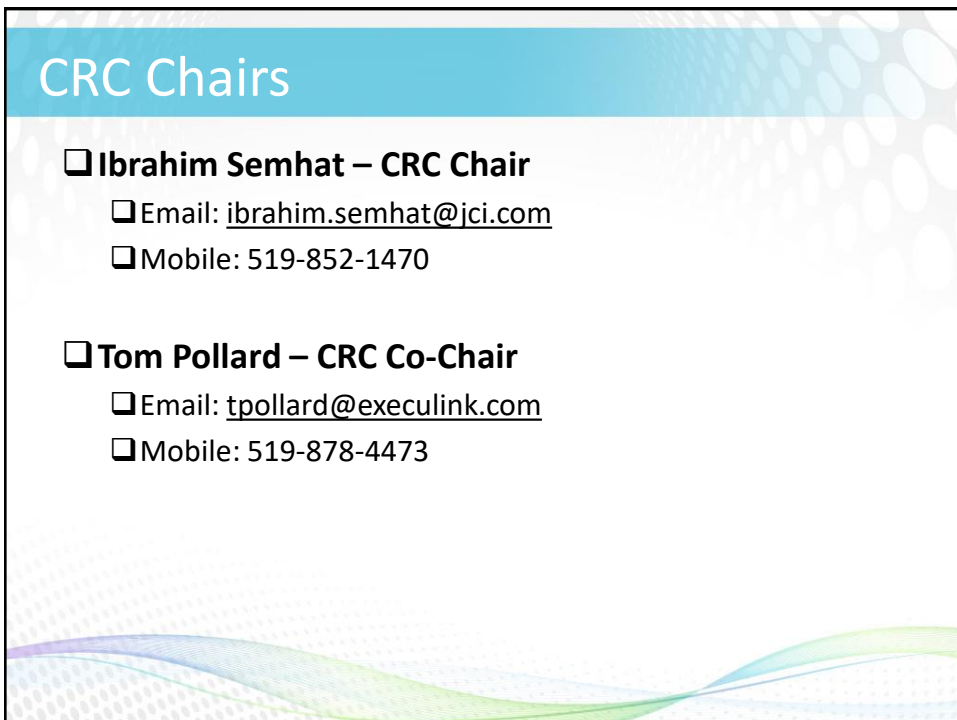 CRC Chairs
❑Ibrahim Semhat – CRC Chair
❑Email: ibrahim.semhat@jci.com
❑Mobile: 519-852-1470
❑Tom Pollard – CRC Co-Chair
❑Email: tpollard@execulink.com
❑Mobile: 519-878-4473